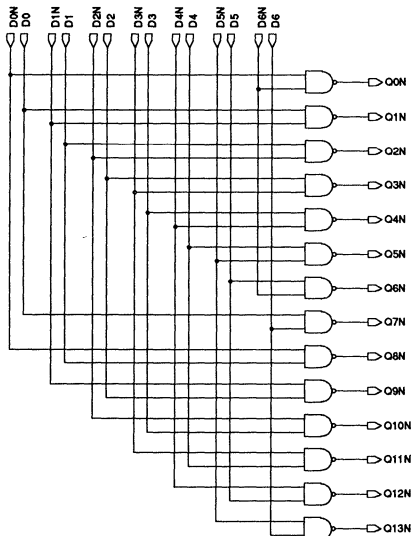 D0N
D0
D1N
D1
D2N
D2
D3N
D3
D4N
D4
D5N
D5
D6N
D6
Q0N
Q1N
Q2N
Q3N
Q4N
Q5N
Q6N
Q7N
Q8N
Q9N
Q10N
Q11N
Q12N
Q13N